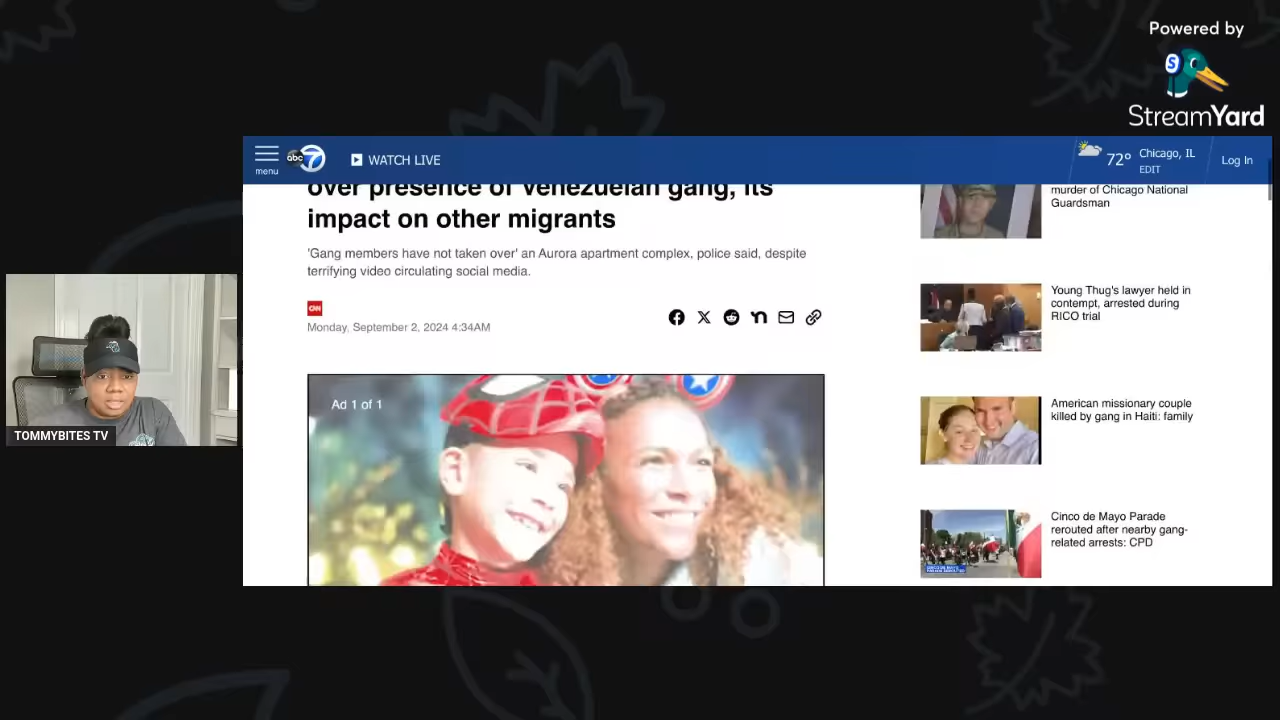 Powered by
S
StreamYard
menu
abc 7
WATCH LIVE
72°
Chicago, IL
EDIT
Log In
over presence of Venezuelan gang, its
impact on other migrants
'Gang members have not taken over' an Aurora apartment complex, police said, despite
terrifying video circulating social media.
CNN
Monday, September 2, 2024 4:34AM
Ad 1 of 1
murder of Chicago National
Guardsman
Young Thug's lawyer held in
contempt, arrested during
RICO trial
American missionary couple
killed by gang in Haiti: family
Cinco de Mayo Parade
rerouted after nearby gang-
related arrests: CPD
TOMMYBITES TV